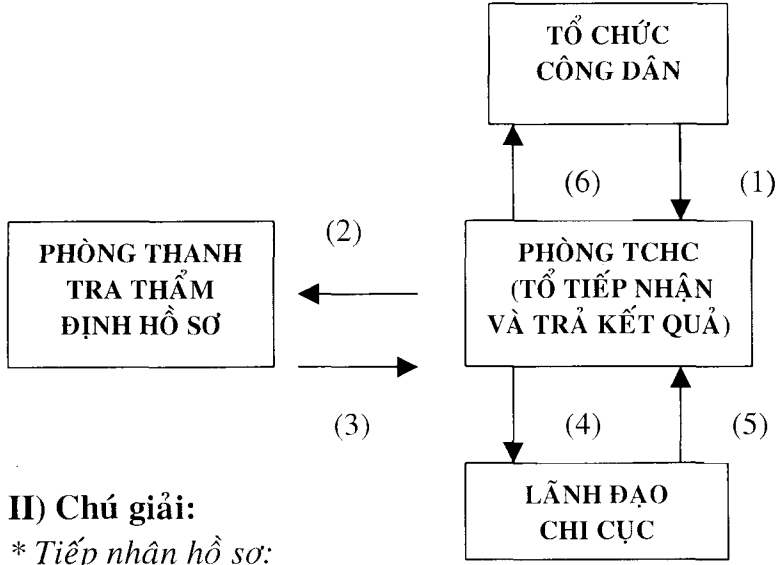 TỔ CHỨC
CÔNG DÂN
(6)
(1)
(2)
PHÒNG THANH
TRA THẨM
ĐỊNH HỒ SƠ
PHÒNG TCHC
(TỔ TIẾP NHẬN
VÀ TRẢ KẾT QUẢ)
(3)
(4)
(5)
LÃNH ĐẠO
CHI CỤC
II) Chú giải:
* Tiếp nhận hồ sơ: